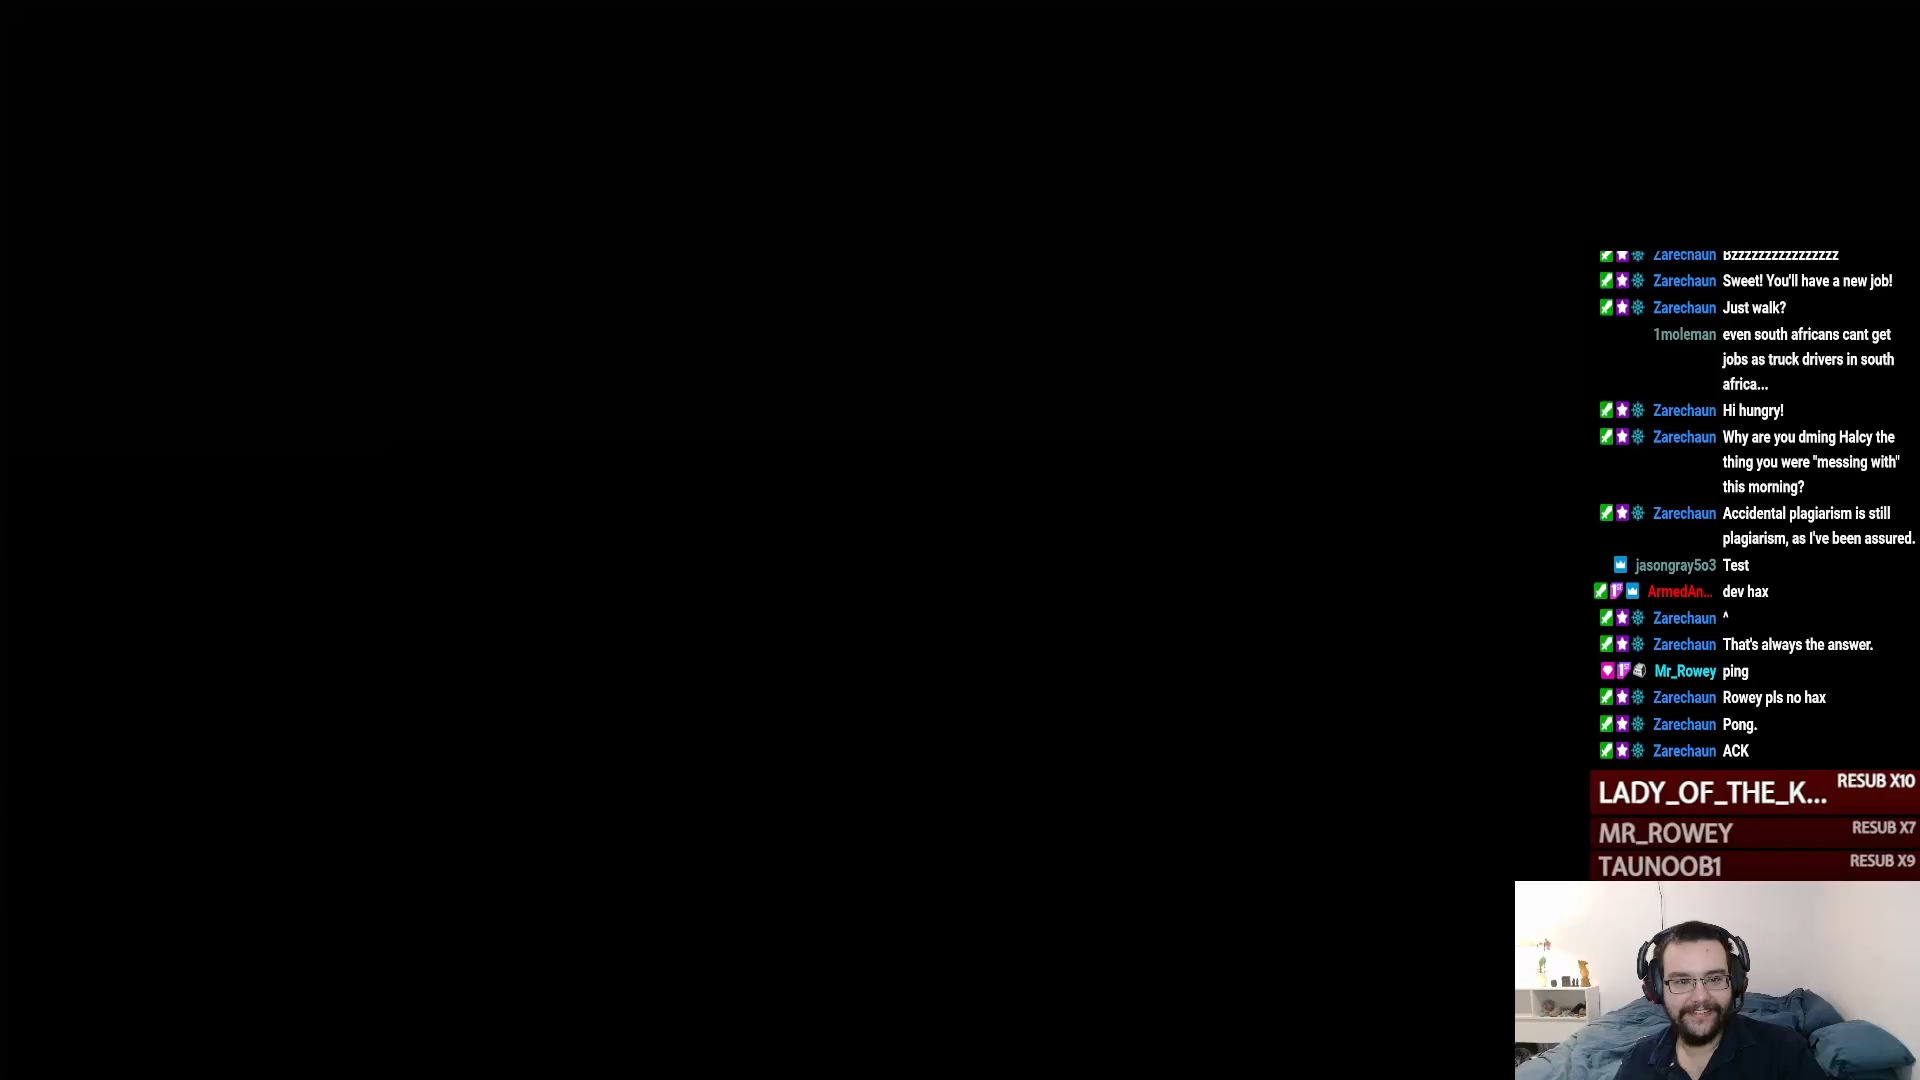 Zarechaun Bzzzzzzzzzzzzzzzzz
Zarechaun Sweet! You'll have a new job!
Zarechaun Just walk?
1moleman even south africans cant get
jobs as truck drivers in south
africa...
Zarechaun Hi hungry!
Zarechaun Why are you dming Halcy the
thing you were "messing with"
this morning?
Zarechaun Accidental plagiarism is still
plagiarism, as I've been assured.
jasongray5o3 Test
ArmedAn... dev hax
Zarechaun ^
Zarechaun That's always the answer.
Mr_Rowey ping
Zarechaun Rowey pls no hax
Zarechaun Pong.
Zarechaun ACK
LADY_OF_THE_K... RESUB X10
MR_ROWEY RESUB X7
TAUNOOB1 RESUB X9